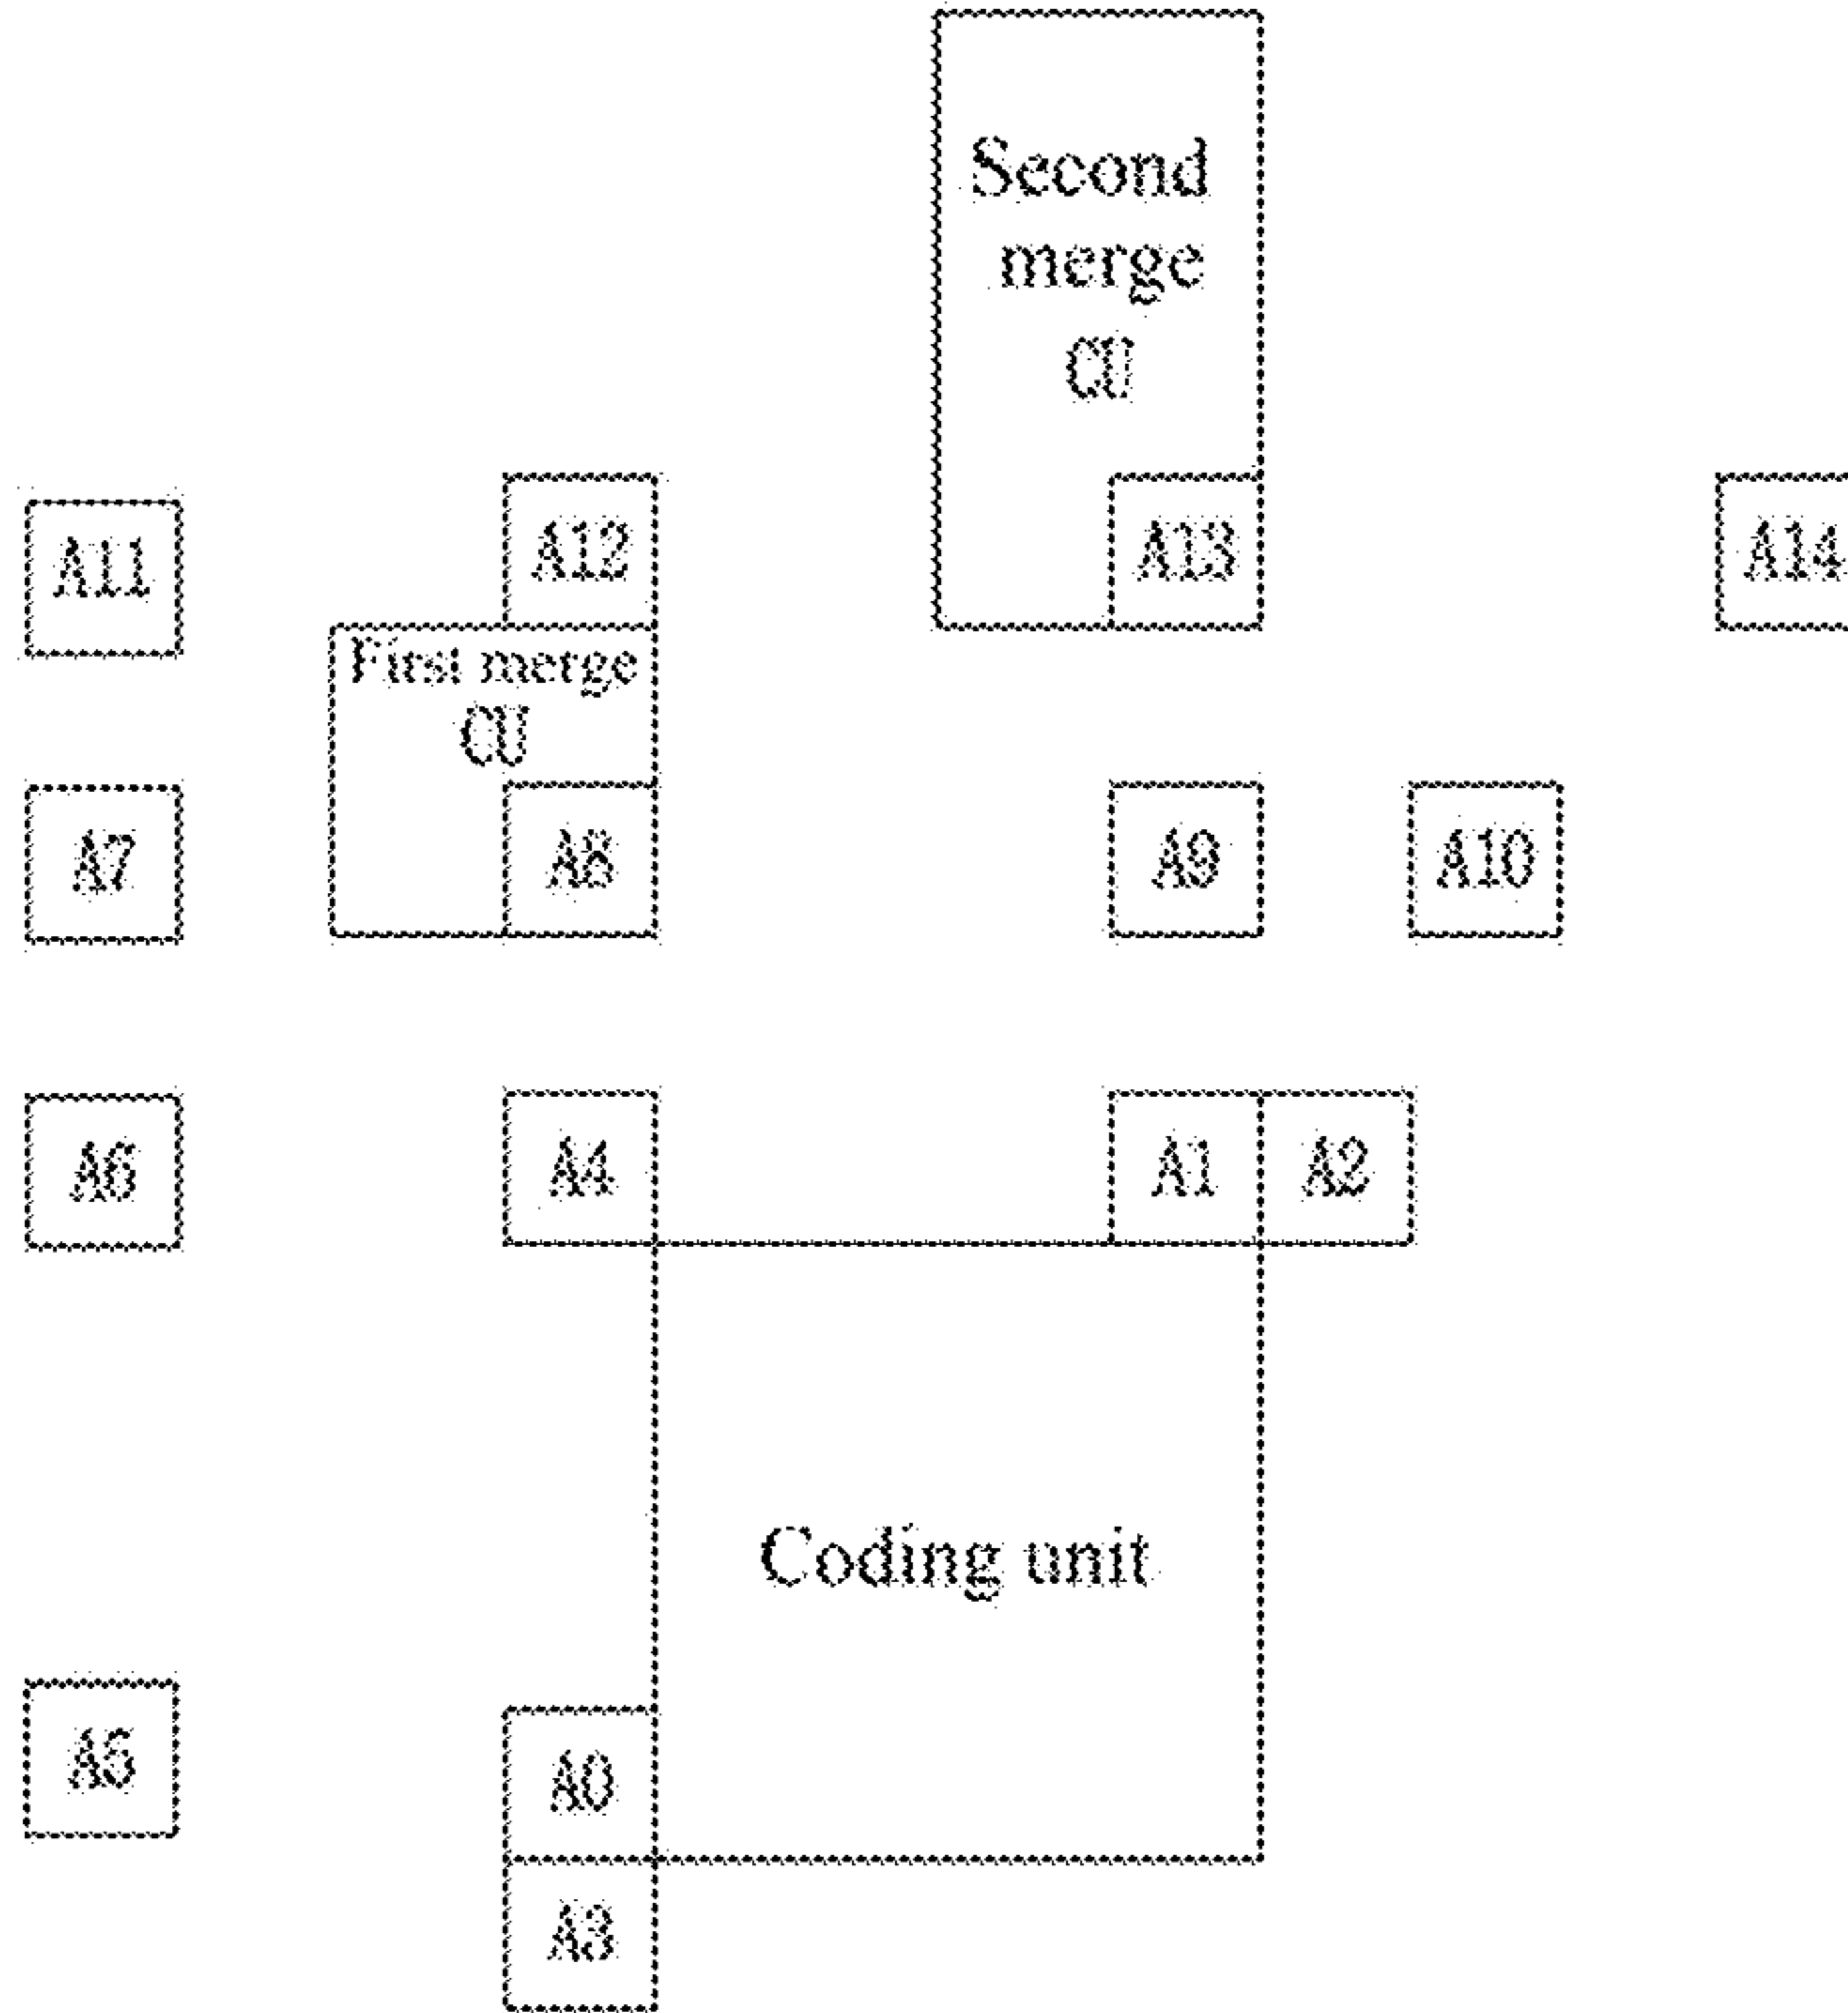 Second
merge
CU
A11
A12
A13
A14
First merge
CU
A7
A8
A9
A10
A6
A4
A1
A2
Coding unit
A5
A0
A3